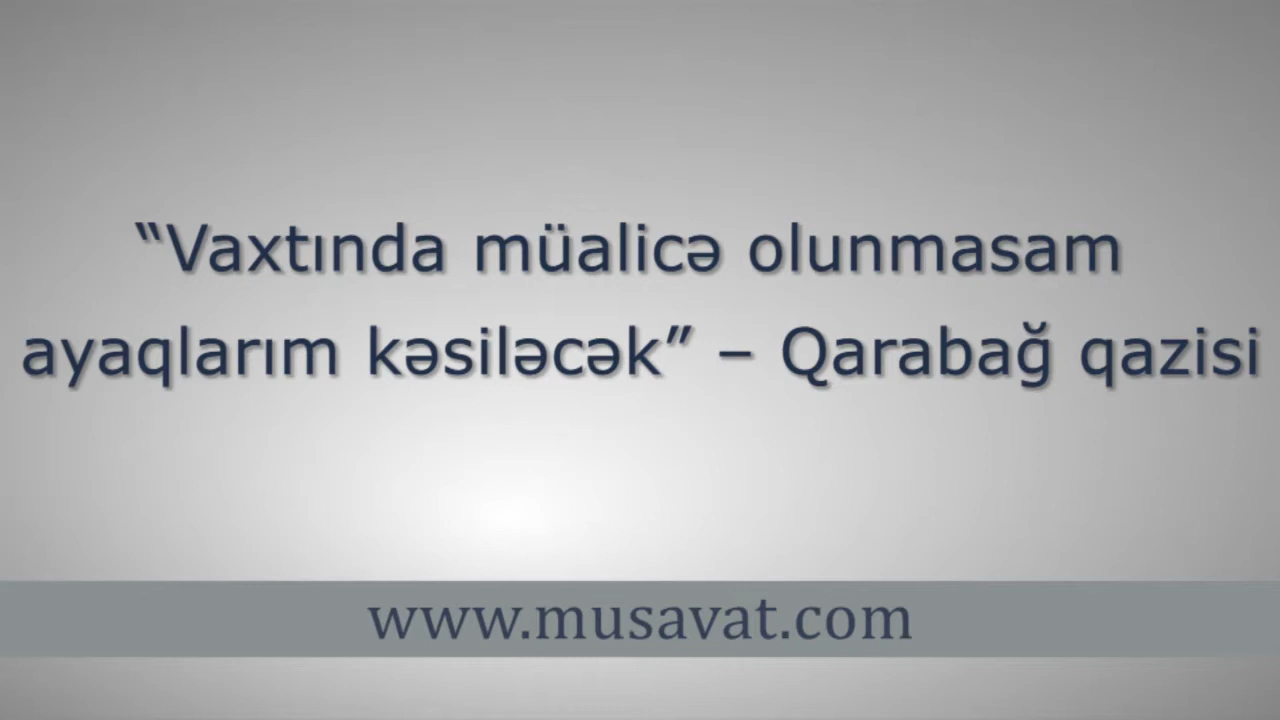 “Vaxtında müalicə olunmasam
ayaqlarım kəsiləcək” – Qarabağ qazisi
www.musavat.com